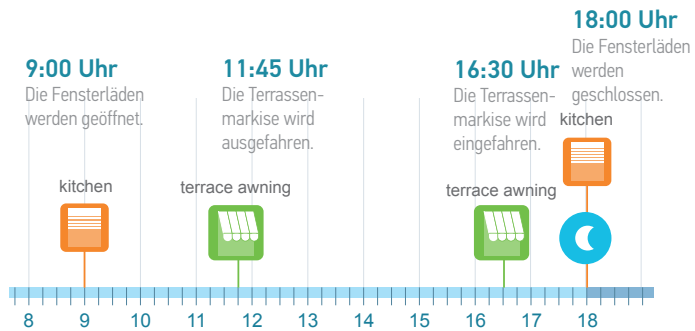 9:00 Uhr
Die Fensterläden
werden geöffnet.
kitchen
11:45 Uhr
Die Terrassen-
markise wird
ausgefahren.
terrace awning
16:30 Uhr
Die Terrassen-
markise wird
eingefahren.
terrace awning
18:00 Uhr
Die Fensterläden
werden
geschlossen.
kitchen
8 9 10 11 12 13 14 15 16 17 18